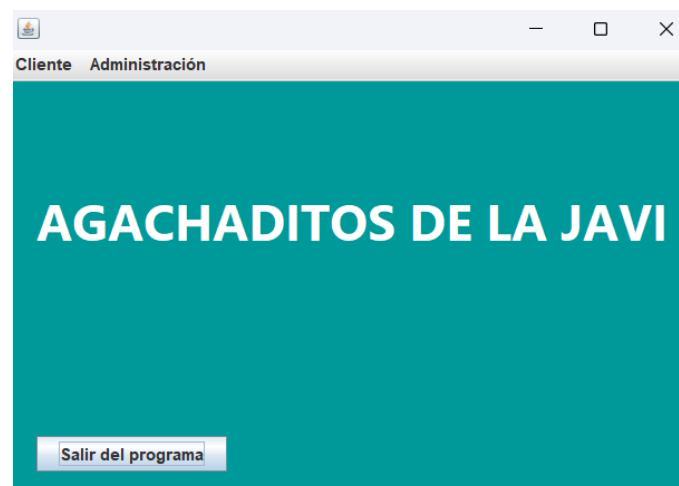 Cliente Administración
AGACHADITOS DE LA JAVI
Salir del programa